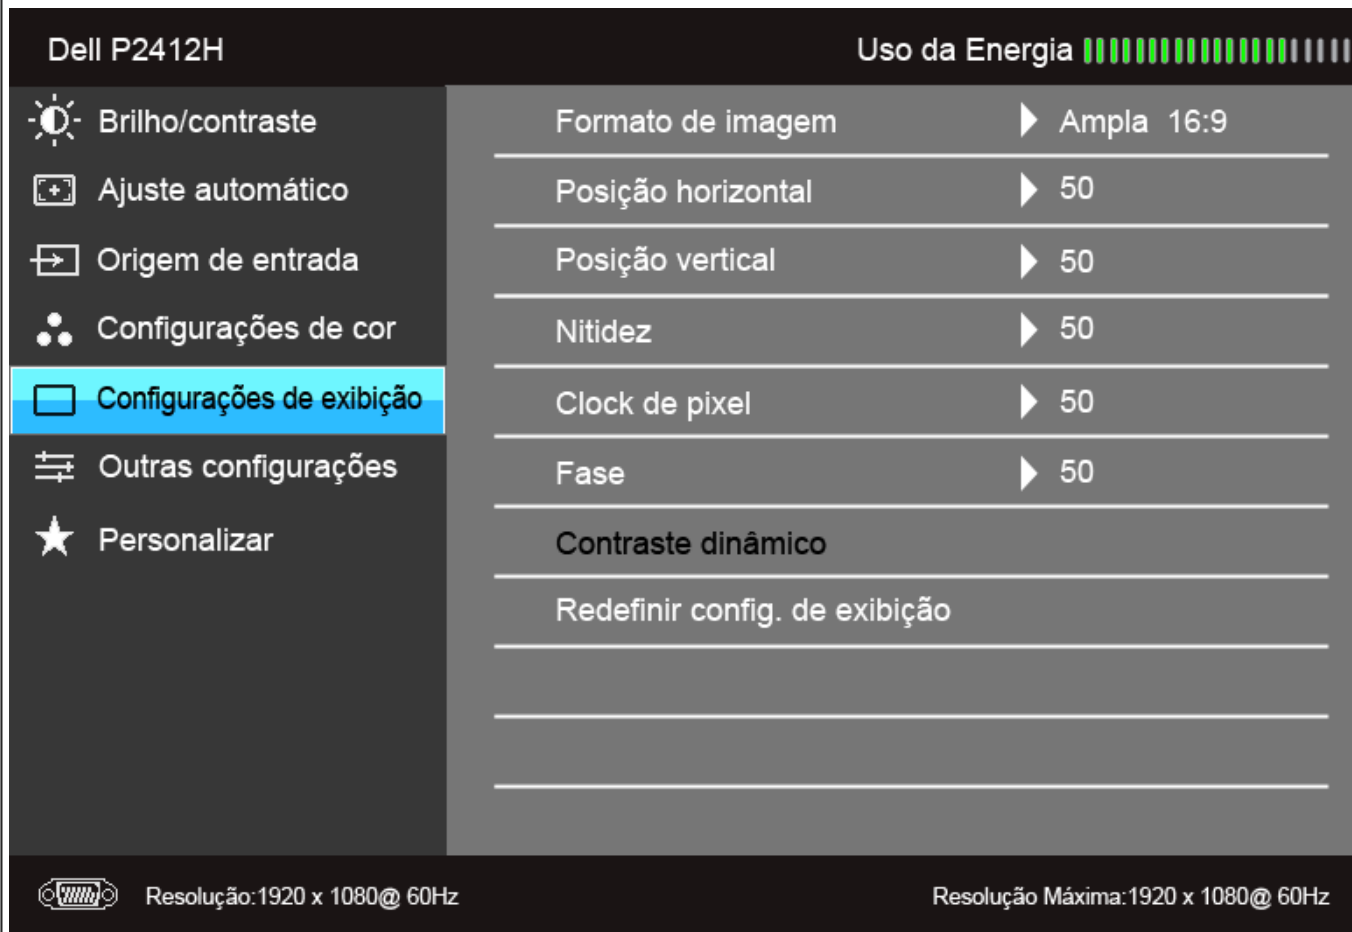 Dell P2412H
Uso da Energia
Brilho/contraste
Ajuste automático
Origem de entrada
Configurações de cor
Configurações de exibição
Outras configurações
Personalizar
Formato de imagem Ampla 16:9
Posição horizontal 50
Posição vertical 50
Nitidez 50
Clock de pixel 50
Fase 50
Contraste dinâmico
Redefinir config. de exibição
Resolução:1920 x 1080@ 60Hz
Resolução Máxima:1920 x 1080@ 60Hz